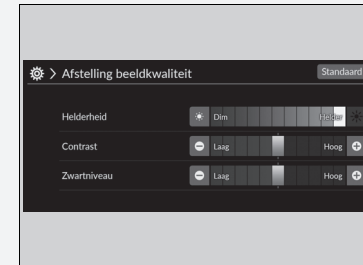 Afstelling beeldkwaliteit Standaard
Helderheid Dim Helder
Contrast Laag Hoog
Zwartniveau Laag Hoog